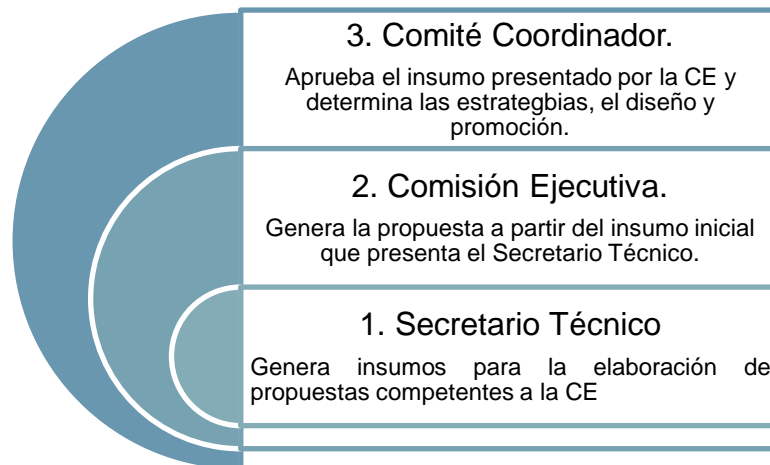 3. Comité Coordinador.
Aprueba el insumo presentado por la CE y
determina las estrategbias, el diseño y
promoción.
2. Comisión Ejecutiva.
Genera la propuesta a partir del insumo inicial
que presenta el Secretario Técnico.
1. Secretario Técnico
Genera insumos para la elaboración de
propuestas competentes a la CE